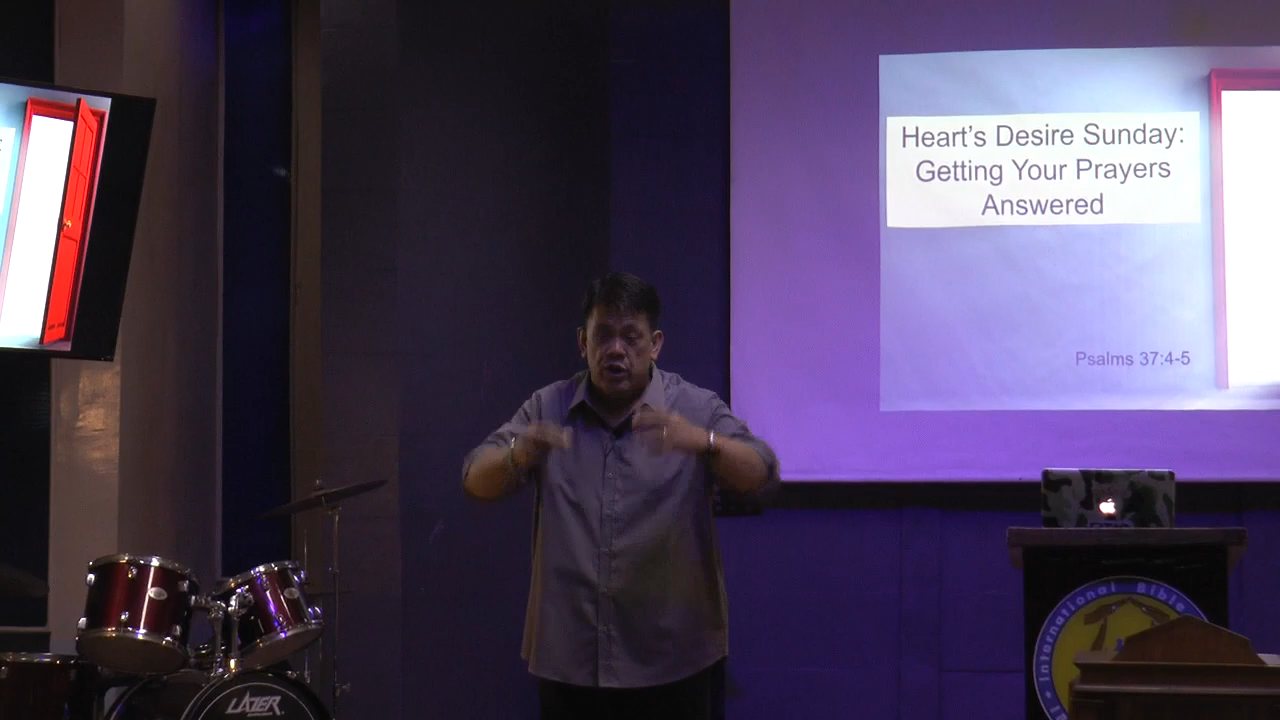 Heart's Desire Sunday:
Getting Your Prayers
Answered
Psalms 37:4-5
International Bible
LAZER